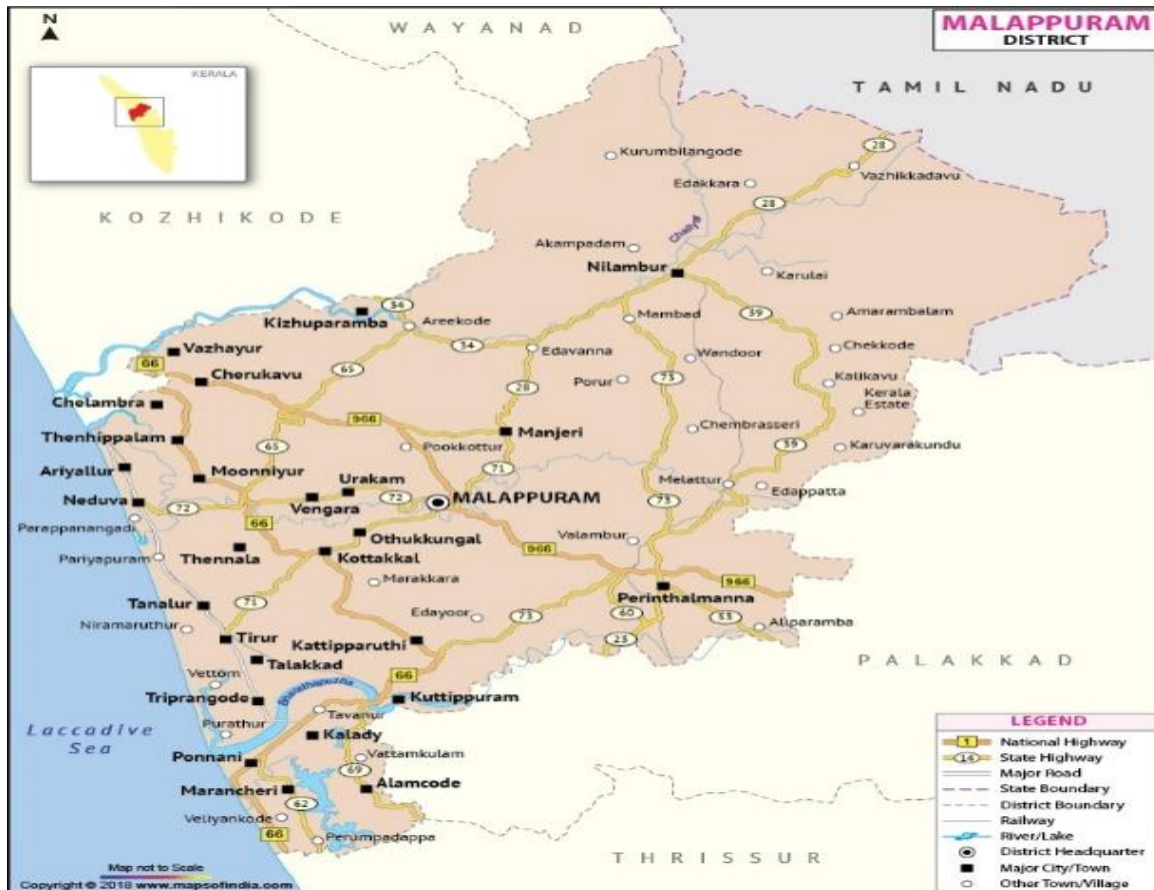 N
WAYANAD
MALAPPURAM
DISTRICT
KERALA
TAMIL NADU
28
Kurumbilangode
Vazhikkadavu
Edakkara
28
KOZHIKODE
Chaliyar
Akampadam
Nilambur
Karulai
34
Kizhuparamba
Areekode
Mambad
39
Amarambalam
Vazhayur
34
Edavanna
Chekkode
66
65
Wandoor
Cherukavu
28
Porur
73
Kalikavu
Chelambra
Kerala
Estate
966
Chembrasseri
Thenhippalam
Manjeri
65
Pookkottur
39
Karuvarakundu
Ariyallur
Moonniyur
Urakam
71
Melattur
Edappatta
Neduva
72
Vengara
72
MALAPPURAM
73
Parappanangadi
66
Othukkungal
Valambur
Pariyapuram
Thennala
Kottakkal
966
Marakkara
966
Perinthalmanna
Tanalur
71
Edayoor
73
60
53
Niramaruthur
Aliparamba
Tirur
Kattipparuthi
23
Talakkad
PALAKKAD
Vettom
66
Bharathapuzha
Triprangode
Kuttippuram
Tavanur
Laccadive
Sea
Purathur
Kalady
Ponnani
Vattamkulam
69
Marancheri
Alamcode
62
Veliyankode
66
Perumpadappa
THRISSUR
LEGEND
1 National Highway
14 State Highway
Major Road
State Boundary
District Boundary
Railway
River/Lake
District Headquarter
Major City/Town
Other Town/Village
Map not to Scale
Copyright © 2018 www.mapsofindia.com